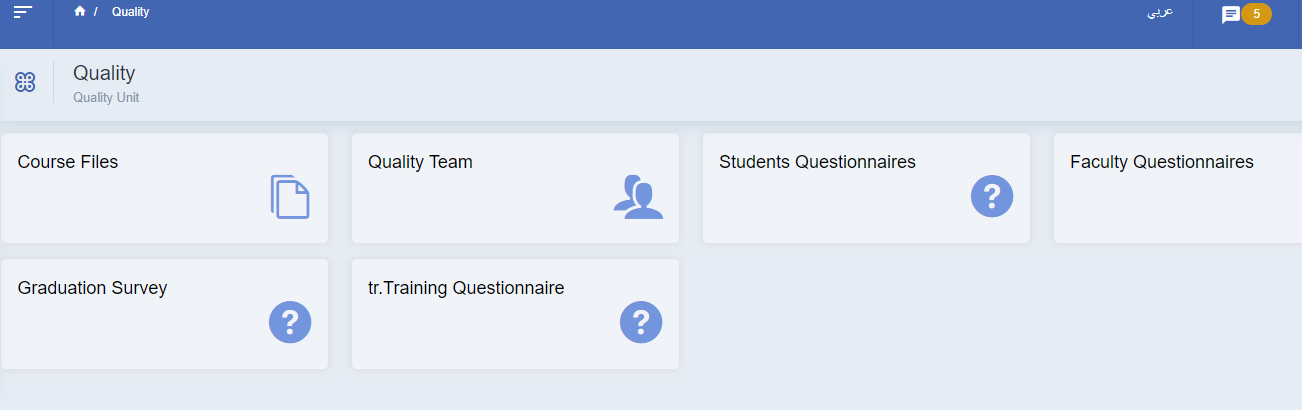 / Quality
عربي
5
Quality
Quality Unit
Course Files
Quality Team
Students Questionnaires
Faculty Questionnaires
Graduation Survey
tr.Training Questionnaire